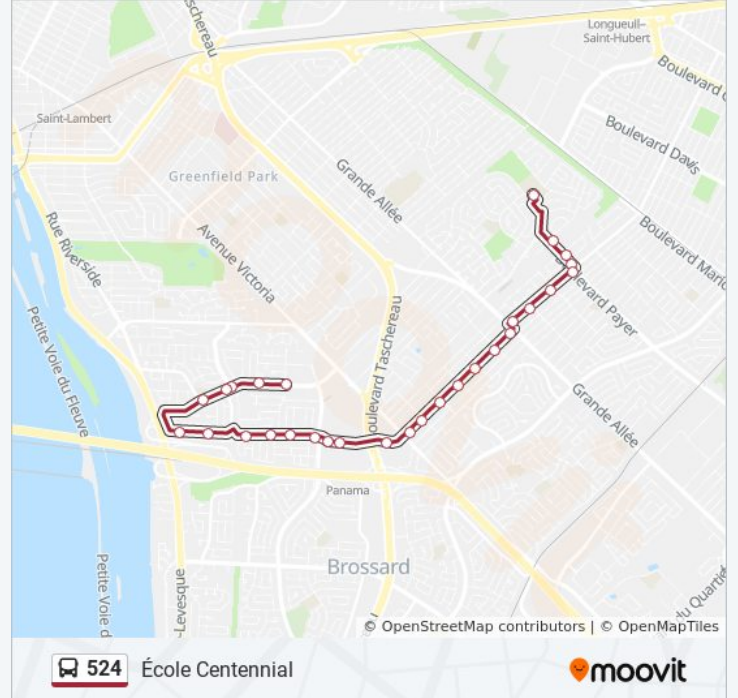 Taschereau
Longueuil–
Saint-Hubert
Boulevard
Saint-Lambert
Boulevard Davis
Greenfield Park
Grande Allée
Rue Riverside
Avenue Victoria
Boulevard
Boulevard Payer
Petite Voie du Fleuve
Boulevard Taschereau
Grande Allée
Panama
Brossard
Petite Voie d
-Levesque
du Quartie
© OpenStreetMap contributors | © OpenMapTiles
524 École Centennial
moovit